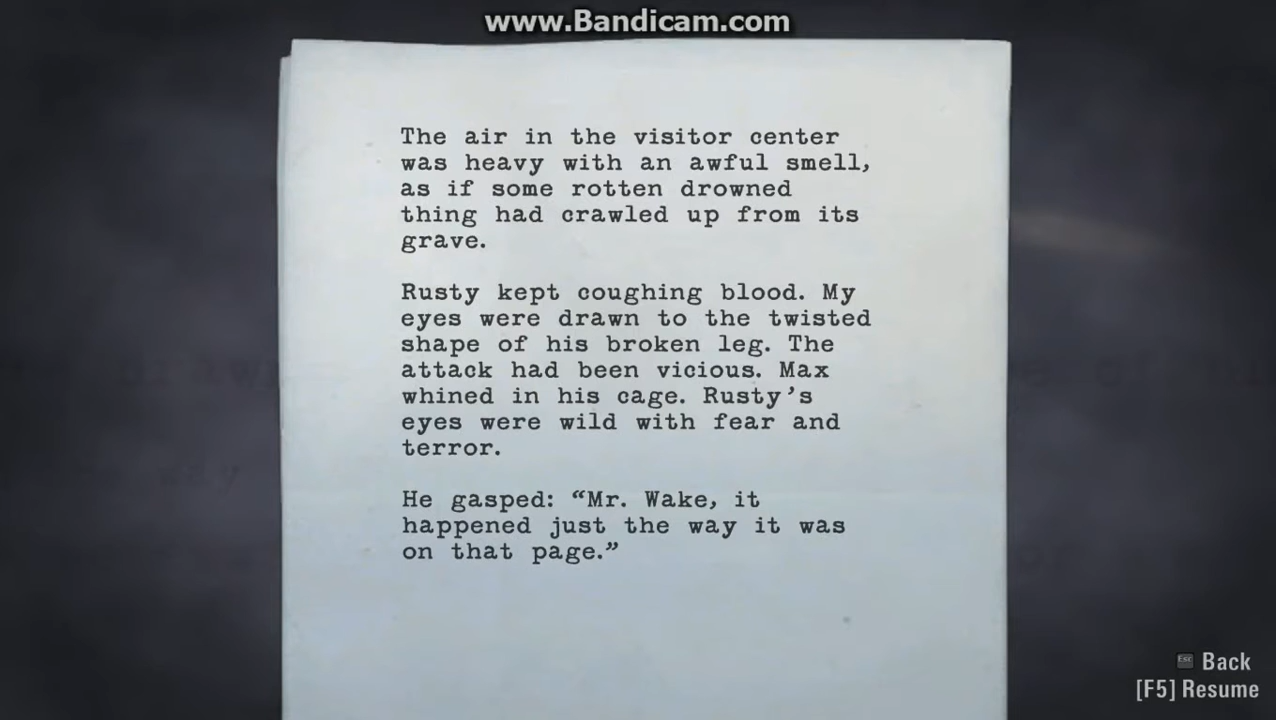 www.Bandicam.com
The air in the visitor center
was heavy with an awful smell,
as if some rotten drowned
thing had crawled up from its
grave.
Rusty kept coughing blood. My
eyes were drawn to the twisted
shape of his broken leg. The
attack had been vicious. Max
whined in his cage. Rusty's
eyes were wild with fear and
terror.
He gasped: “Mr. Wake, it
happened just the way it was
on that page.”
Esc Back
[F5] Resume